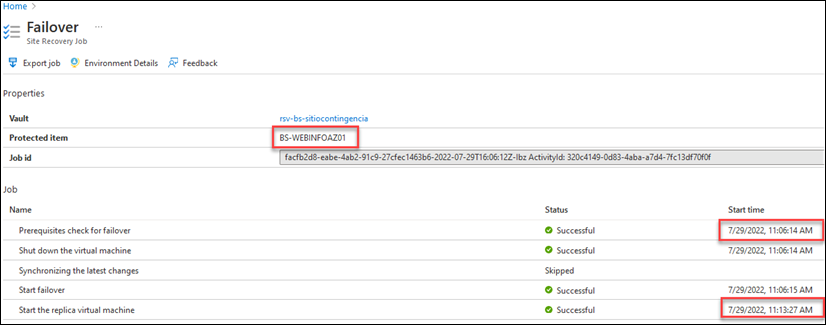 Home >
Failover ...
Site Recovery Job
Export job Environment Details Feedback
Properties
Vault rsv-bs-sitiocontingencia
Protected item BS-WEBINFOAZ01
Job id facfb2d8-eabe-4ab2-91c9-27cfec1463b6-2022-07-29T16:06:12Z-Ibz ActivityId: 320c4149-0d83-4aba-a7d4-7fc13df70f0f
Job
Name Status Start time
Prerequisites check for failover Successful 7/29/2022, 11:06:14 AM
Shut down the virtual machine Successful 7/29/2022, 11:06:14 AM
Synchronizing the latest changes Skipped
Start failover Successful 7/29/2022, 11:06:15 AM
Start the replica virtual machine Successful 7/29/2022, 11:13:27 AM